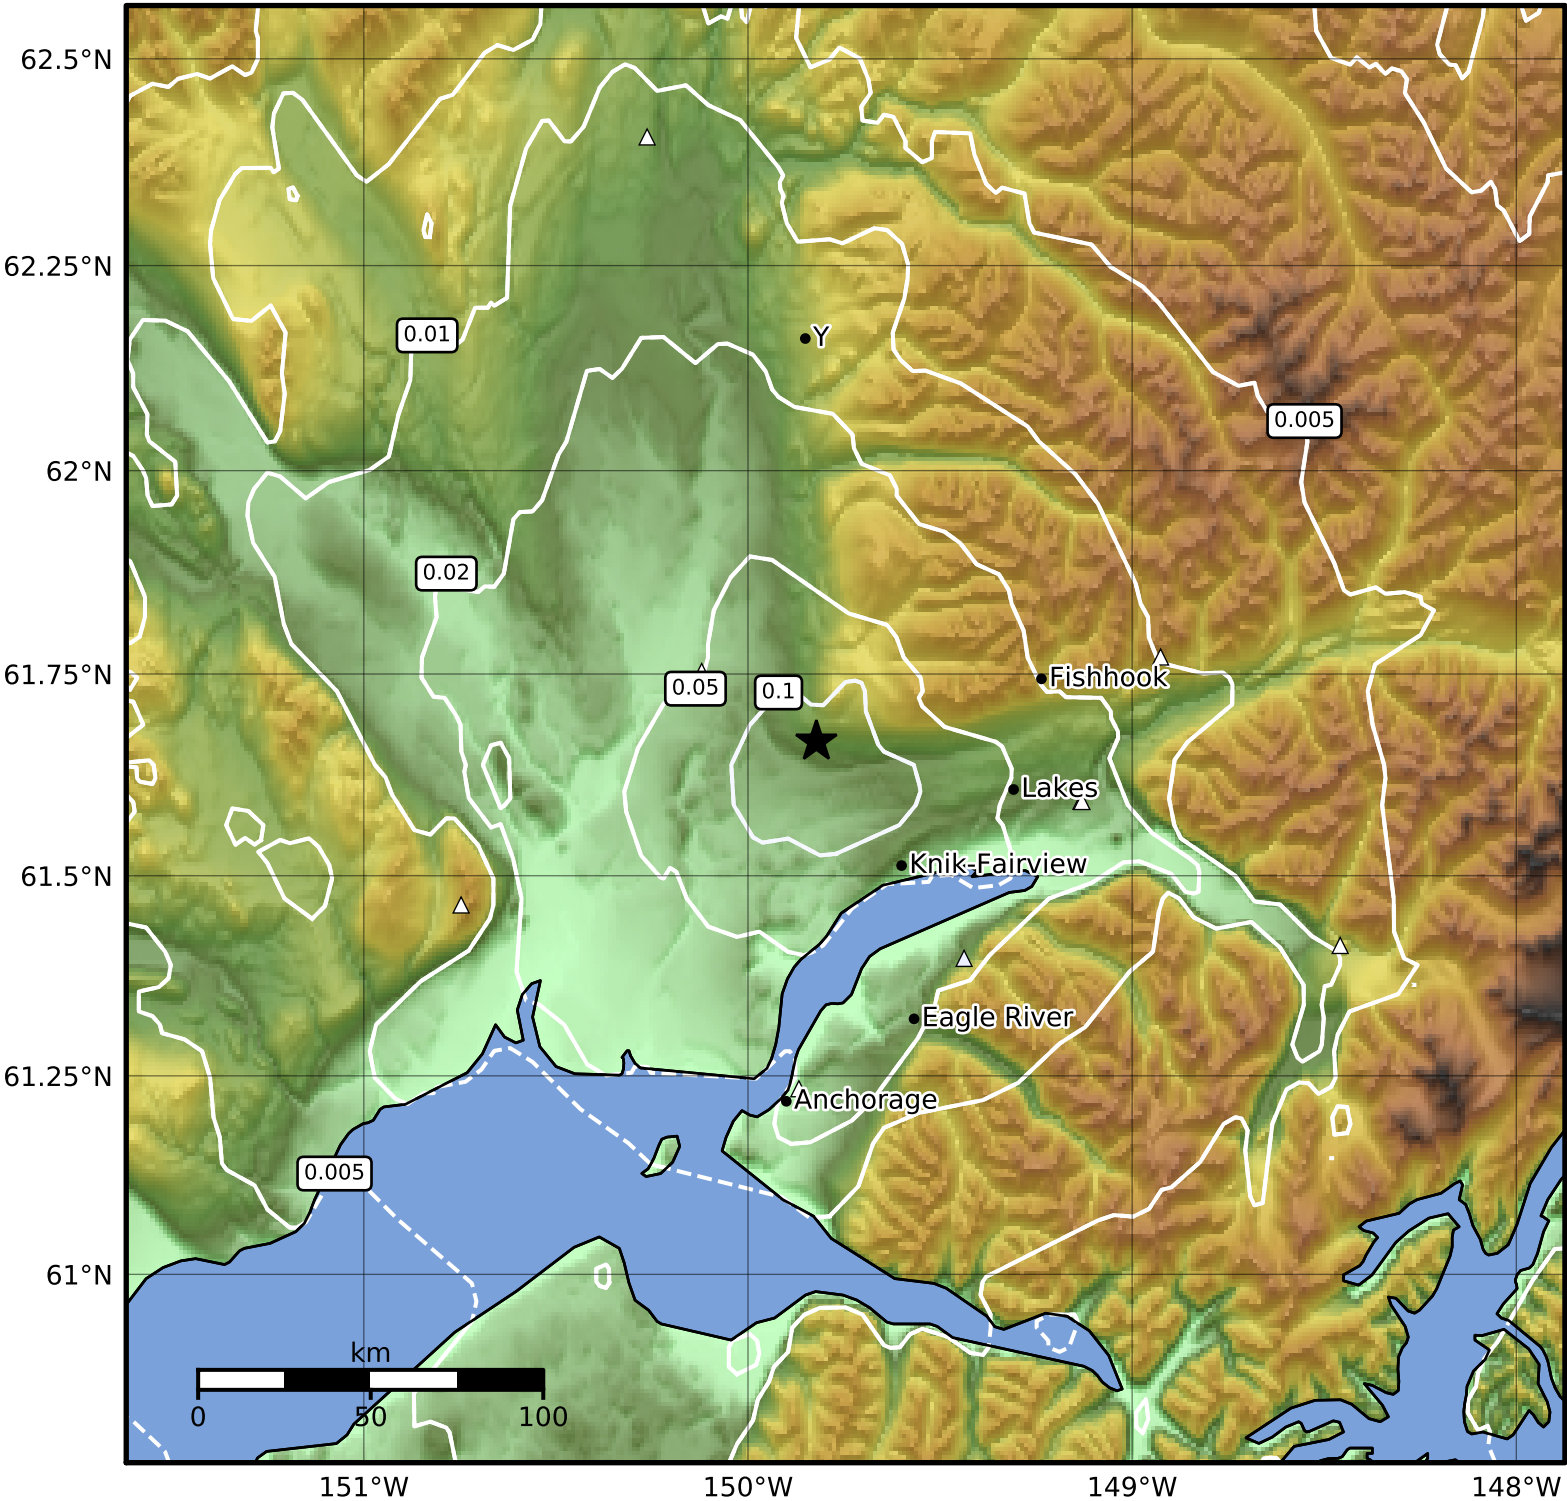 62.5°N
62.25°N
0.01
Y
0.005
62°N
0.02
61.75°N
0.05
0.1
Fishhook
Lakes
Knik-Fairview
61.5°N
Eagle River
61.25°N
Anchorage
0.005
61°N
km
0 50 100
151°W 150°W 149°W 148°W